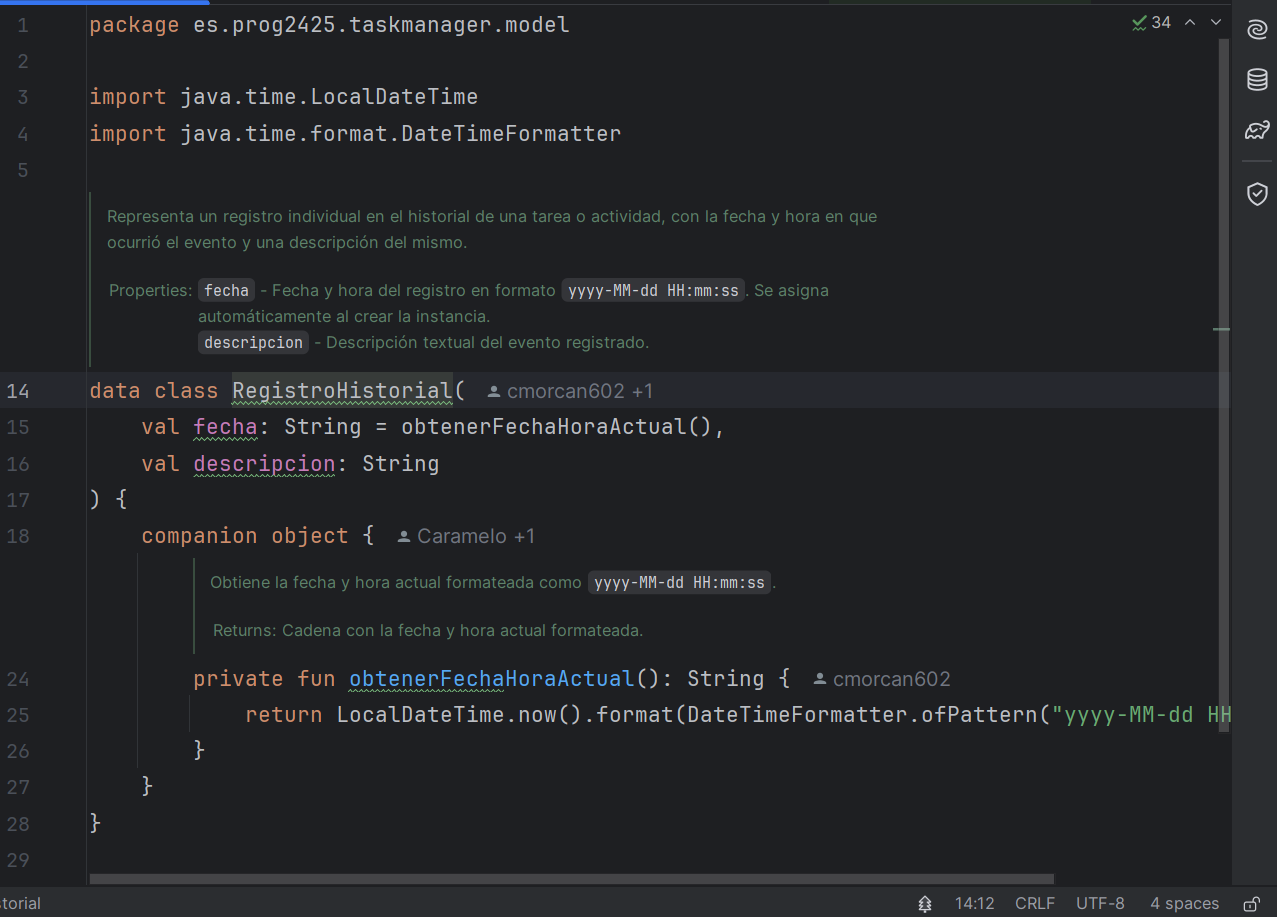 1 package es.prog2425.taskmanager.model
34
2
3 import java.time.LocalDateTime
4 import java.time.format.DateTimeFormatter
5
Representa un registro individual en el historial de una tarea o actividad, con la fecha y hora en que
ocurrió el evento y una descripción del mismo.
Properties: fecha - Fecha y hora del registro en formato yyyy-MM-dd HH:mm:ss. Se asigna
automáticamente al crear la instancia.
descripcion - Descripción textual del evento registrado.
14 data class RegistroHistorial( cmorcan602 +1
15 val fecha: String = obtenerFechaHoraActual(),
16 val descripcion: String
17 ) {
18 companion object { Caramelo +1
Obtiene la fecha y hora actual formateada como yyyy-MM-dd HH:mm:ss.
Returns: Cadena con la fecha y hora actual formateada.
24 private fun obtenerFechaHoraActual(): String { cmorcan602
25 return LocalDateTime.now().format(DateTimeFormatter.ofPattern("yyyy-MM-dd HH
26 }
27 }
28 }
29
torial 14:12 CRLF UTF-8 4 spaces